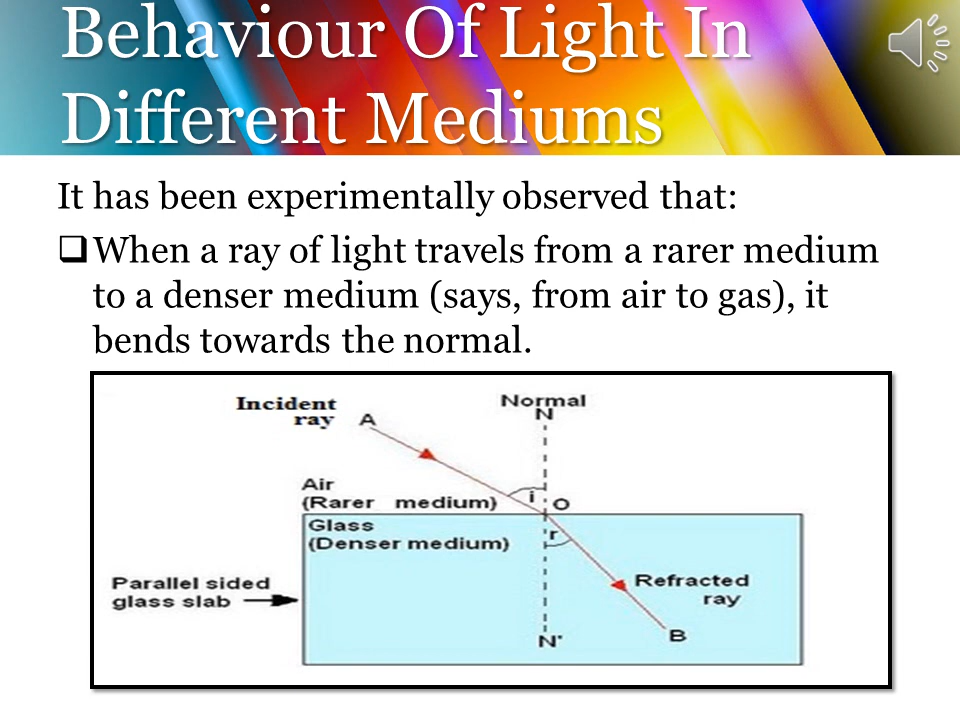 Behaviour Of Light In
Different Mediums
It has been experimentally observed that:
When a ray of light travels from a rarer medium
to a denser medium (says, from air to gas), it
bends towards the normal.
Incident
ray
A
Normal
N
Air
(Rarer medium)
i
O
Glass
(Denser medium)
r
Parallel sided
glass slab
Refracted
ray
B
N'